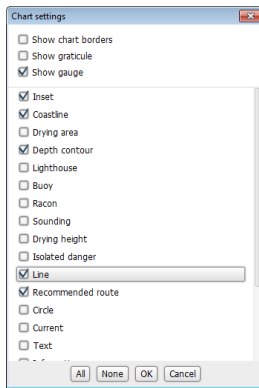 Chart settings
Show chart borders
Show graticule
Show gauge
Inset
Coastline
Drying area
Depth contour
Lighthouse
Buoy
Racon
Sounding
Drying height
Isolated danger
Line
Recommended route
Circle
Current
Text
All None OK Cancel